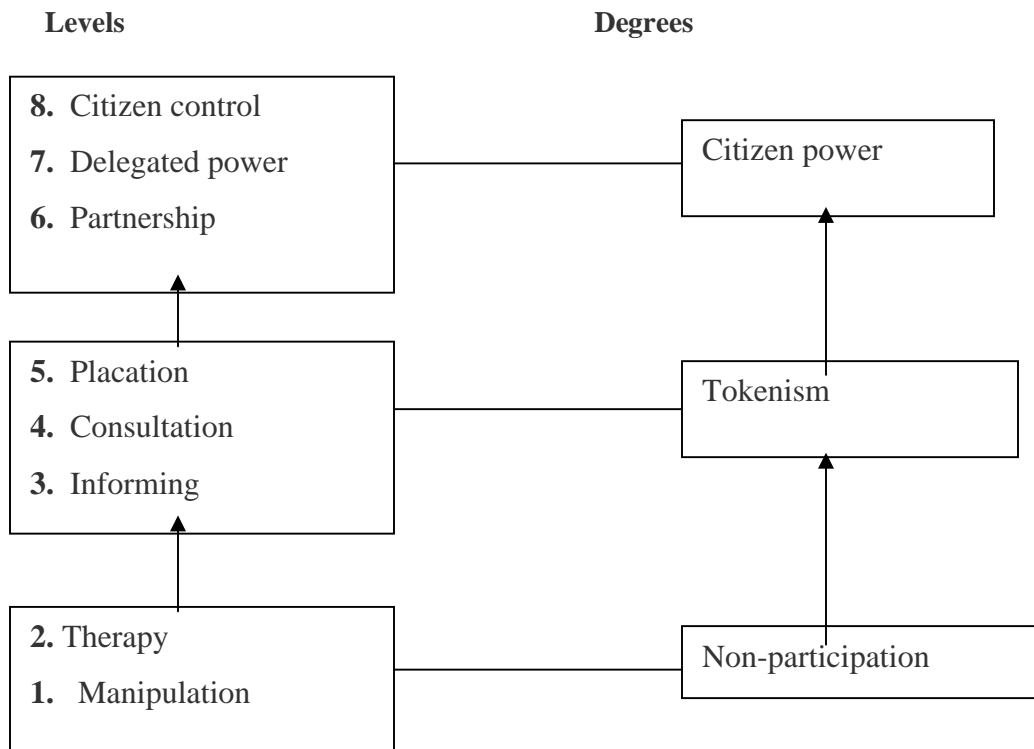 Levels
Degrees
8. Citizen control
7. Delegated power
6. Partnership
Citizen power
5. Placation
4. Consultation
3. Informing
Tokenism
2. Therapy
1. Manipulation
Non-participation